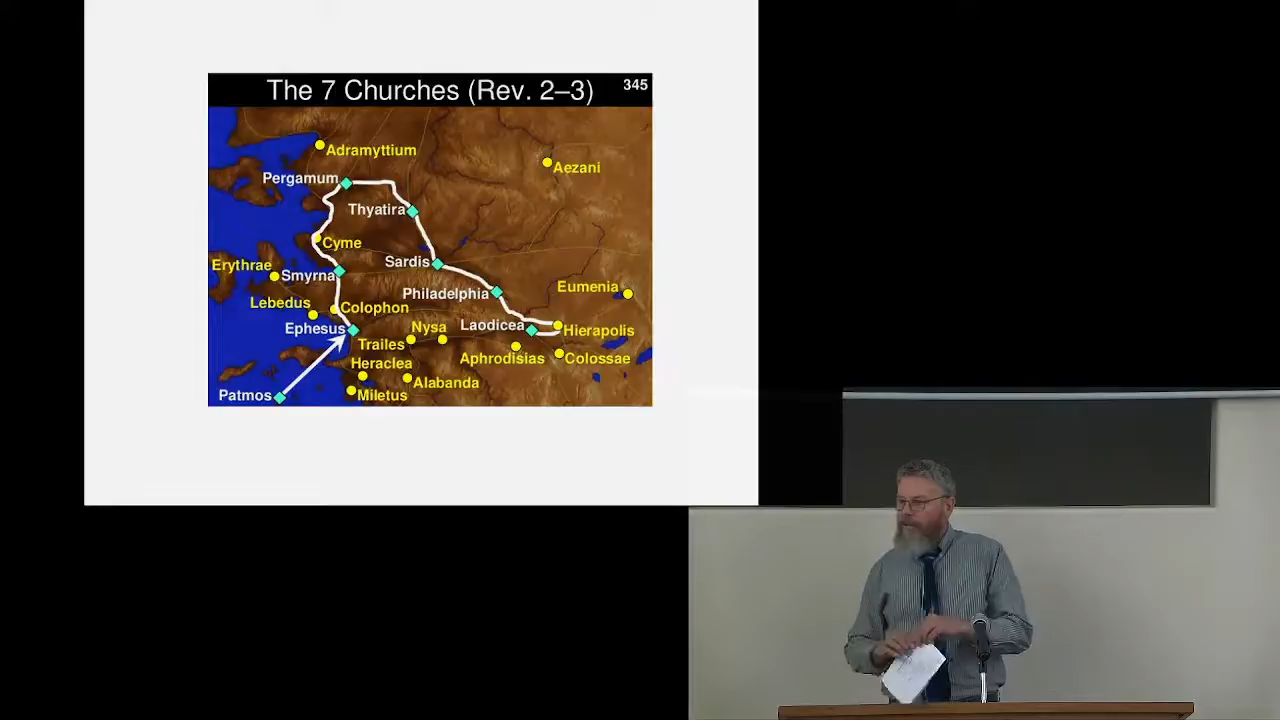 The 7 Churches (Rev. 2–3)
345
Adramyttium
Aezani
Pergamum
Thyatira
Cyme
Sardis
Erythrae
Smyrna
Philadelphia
Eumenia
Lebedus
Colophon
Ephesus
Nysa
Laodicea
Hierapolis
Trailes
Aphrodisias
Colossae
Heraclea
Alabanda
Patmos
Miletus